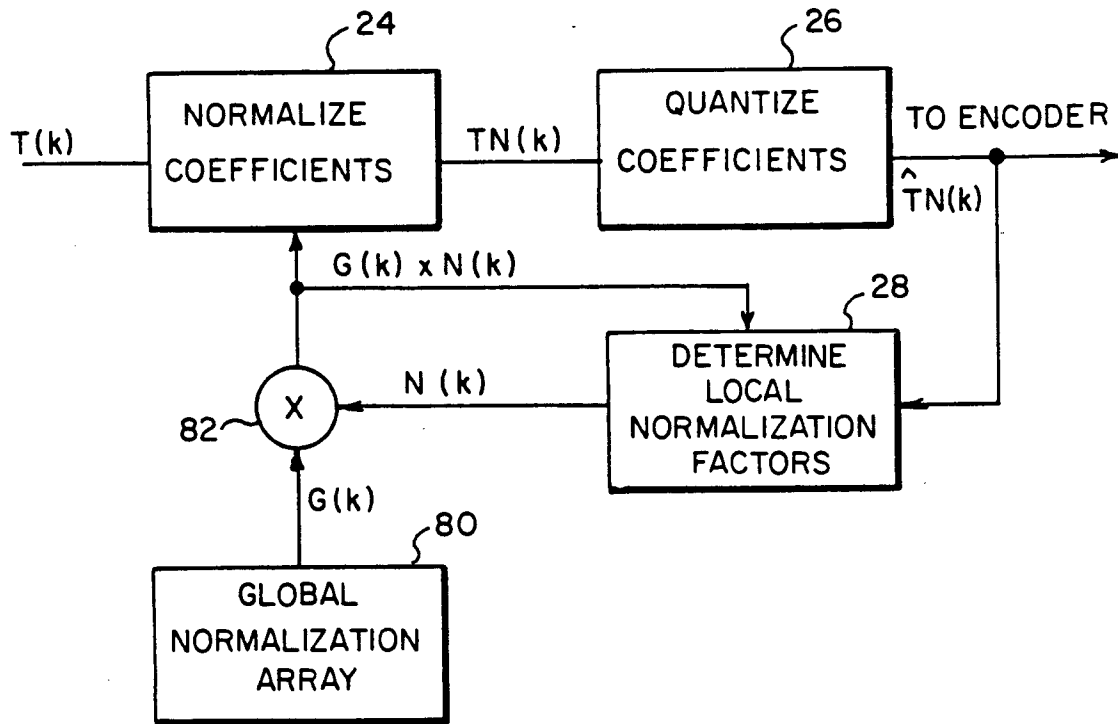 24
26
NORMALIZE
COEFFICIENTS
QUANTIZE
COEFFICIENTS
T(k)
TN(k)
TO ENCODER
T̂N(k)
G(k) x N(k)
28
DETERMINE
LOCAL
NORMALIZATION
FACTORS
N(k)
X
82
G(k)
80
GLOBAL
NORMALIZATION
ARRAY